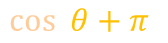 cos θ + π